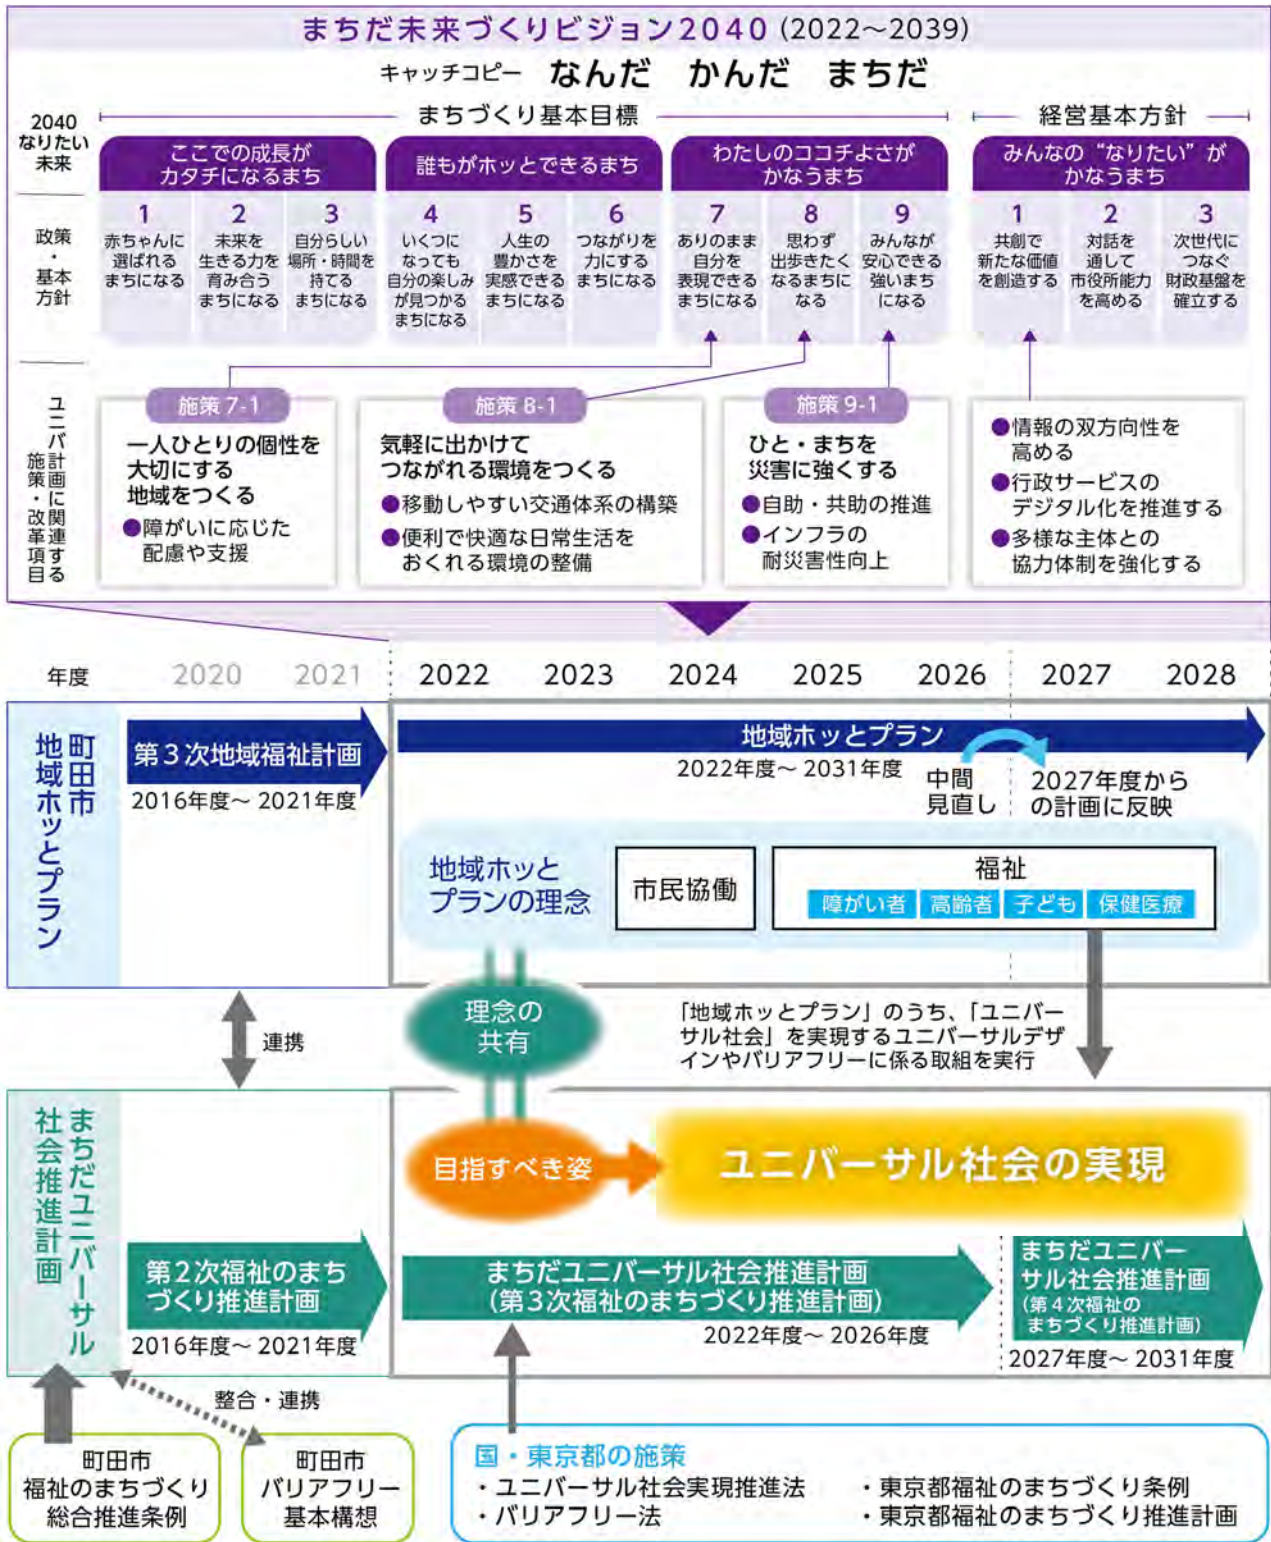 まちだ未来づくりビジョン2040(2022～2039)
キャッチコピー なんだ かんだ まちだ
2040
なりたい
未来
まちづくり基本目標
経営基本方針
ここでの成長が
カタチになるまち
誰もがホッとできるまち
わたしのココチよさが
かなうまち
みんなの“なりたい”が
かなうまち
政策
・
基本
方針
1
赤ちゃんに
選ばれる
まちになる
2
未来を
生きる力を
育み合う
まちになる
3
自分らしい
場所・時間を
持てる
まちになる
4
いくつに
なっても
自分の楽しみ
が見つかる
まちになる
5
人生の
豊かさを
実感できる
まちになる
6
つながりを
力にする
まちになる
7
ありのまま
自分を
表現できる
まちになる
8
思わず
出歩きたく
なるまちに
なる
9
みんなが
安心できる
強いまち
になる
1
共創で
新たな価値
を創造する
2
対話を
通して
市役所能力
を高める
3
次世代に
つなぐ
財政基盤を
確立する
ユニバ計画に関連する
施策・改革項目
施策 7-1
一人ひとりの個性を
大切にする
地域をつくる
●障がいに応じた
配慮や支援
施策 8-1
気軽に出かけて
つながれる環境をつくる
●移動しやすい交通体系の構築
●便利で快適な日常生活を
おくれる環境の整備
施策 9-1
ひと・まちを
災害に強くする
●自助・共助の推進
●インフラの
耐災害性向上
●情報の双方向性を
高める
●行政サービスの
デジタル化を推進する
●多様な主体との
協力体制を強化する
年度 2020 2021 2022 2023 2024 2025 2026 2027 2028
町田市
地域ホッとプラン
第3次地域福祉計画
2016年度～2021年度
地域ホッとプラン
2022年度～2031年度
中間
見直し
2027年度から
の計画に反映
地域ホッと
プランの理念
市民協働
福祉
障がい者 高齢者 子ども 保健医療
連携
理念の
共有
「地域ホッとプラン」のうち、「ユニバー
サル社会」を実現するユニバーサルデザ
インやバリアフリーに係る取組を実行
まちだユニバーサル
社会推進計画
目指すべき姿
ユニバーサル社会の実現
第2次福祉のまち
づくり推進計画
2016年度～2021年度
まちだユニバーサル社会推進計画
(第3次福祉のまちづくり推進計画)
2022年度～2026年度
まちだユニバー
サル社会推進計画
(第4次福祉の
まちづくり推進計画)
2027年度～2031年度
整合・連携
町田市
福祉のまちづくり
総合推進条例
町田市
バリアフリー
基本構想
国・東京都の施策
・ユニバーサル社会実現推進法
・バリアフリー法
・東京都福祉のまちづくり条例
・東京都福祉のまちづくり推進計画